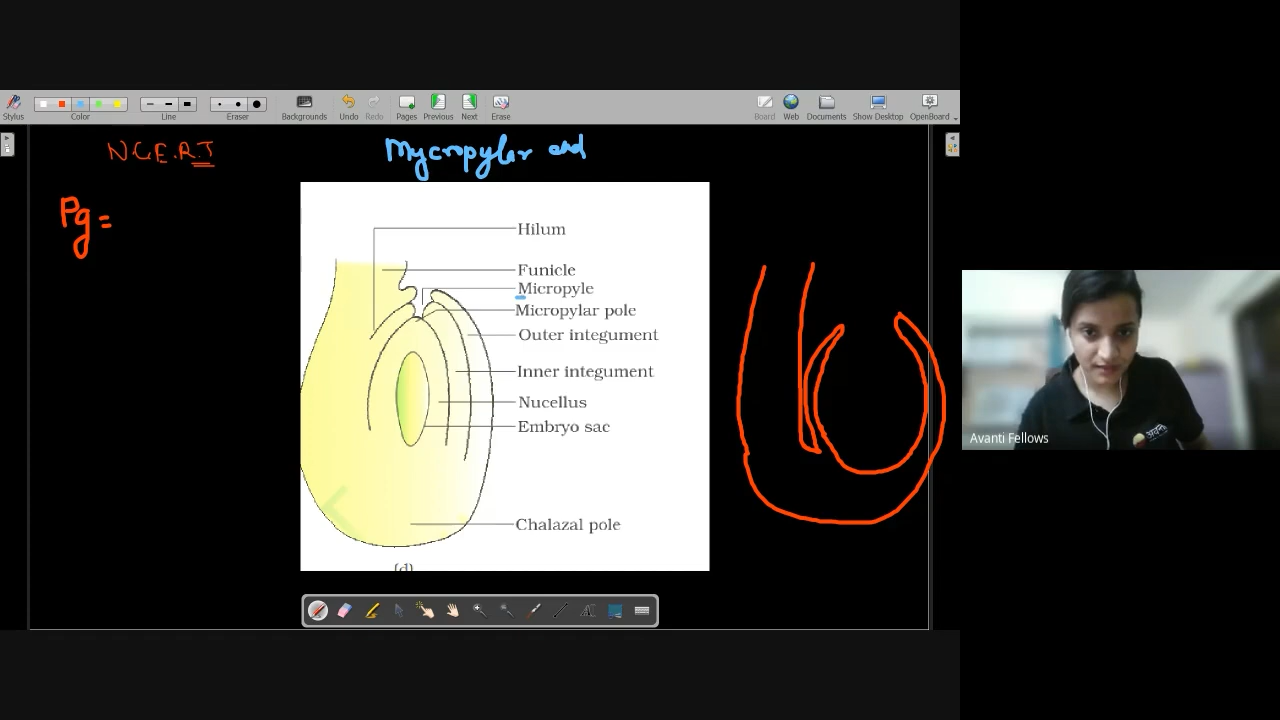 Stylus Color Line Eraser Backgrounds Undo Redo Pages Previous Next Erase Board Web Documents Show Desktop OpenBoard
N.C.E.R.T
Mycropyler end
Pg=
Hilum
Funicle
Micropyle
Micropylar pole
Outer integument
Inner integument
Nucellus
Embryo sac
Chalazal pole
(d)
Avanti Fellows
अवन्ती